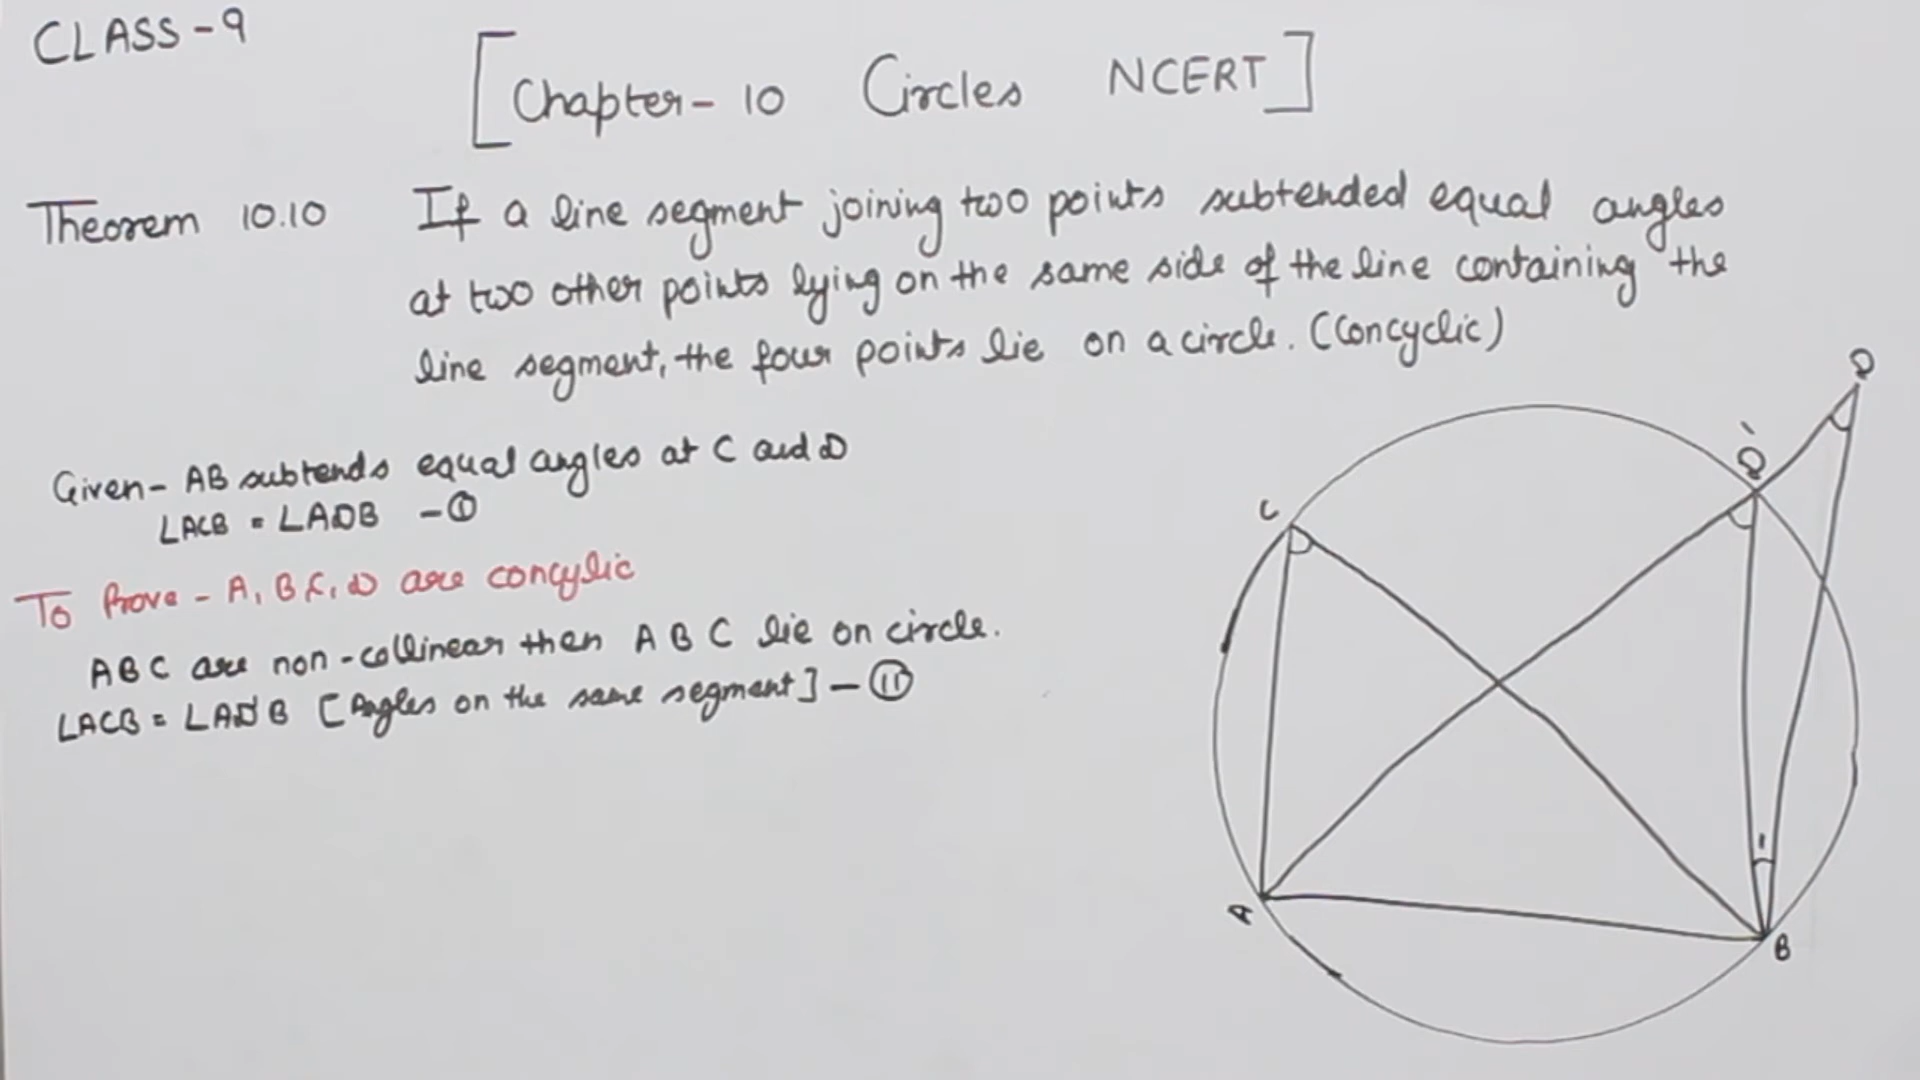 CLASS-9
[Chapter-10 Circles NCERT]
Theorem 10.10 If a line segment joining two points subtended equal angles
at two other points lying on the same side of the line containing the
line segment, the four points lie on a circle. (Concyclic)
Given- AB subtends equal angles at C and D
∠ACB = ∠ADB -①
To Prove - A, B C, D are concylic
ABC are non-collinear then A B C lie on circle.
∠ACB = ∠AD'B [Angles on the same segment] - ⑪
D
D'
C
1
A
B